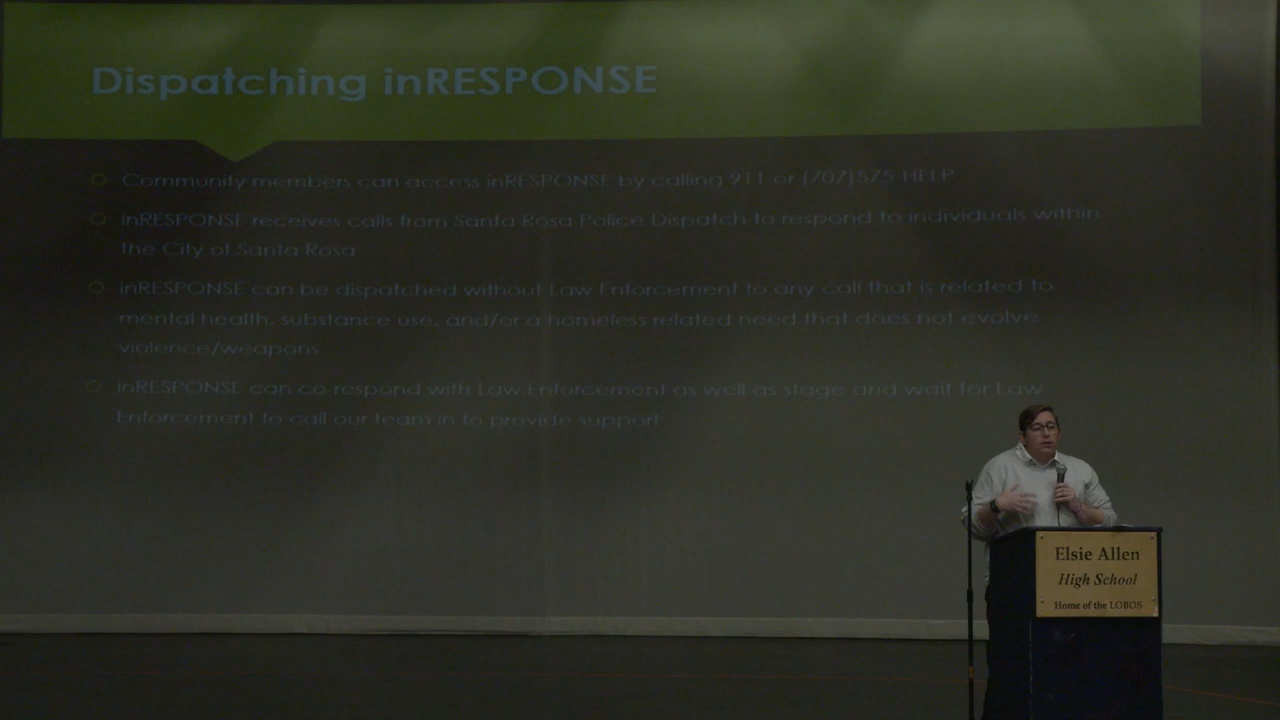 Dispatching inRESPONSE
Community members can access inRESPONSE by calling 911 or (707)575-HELP
inRESPONSE receives calls from Santa Rosa Police Dispatch to respond to individuals within
the City of Santa Rosa
inRESPONSE can be dispatched without Law Enforcement to any call that is related to
mental health, substance use, and/or a homeless related need that does not evolve
violence/weapons
inRESPONSE can co respond with Law Enforcement as well as stage and wait for Law
Enforcement to call our team in to provide support
Elsie Allen
High School
Home of the LOBOS